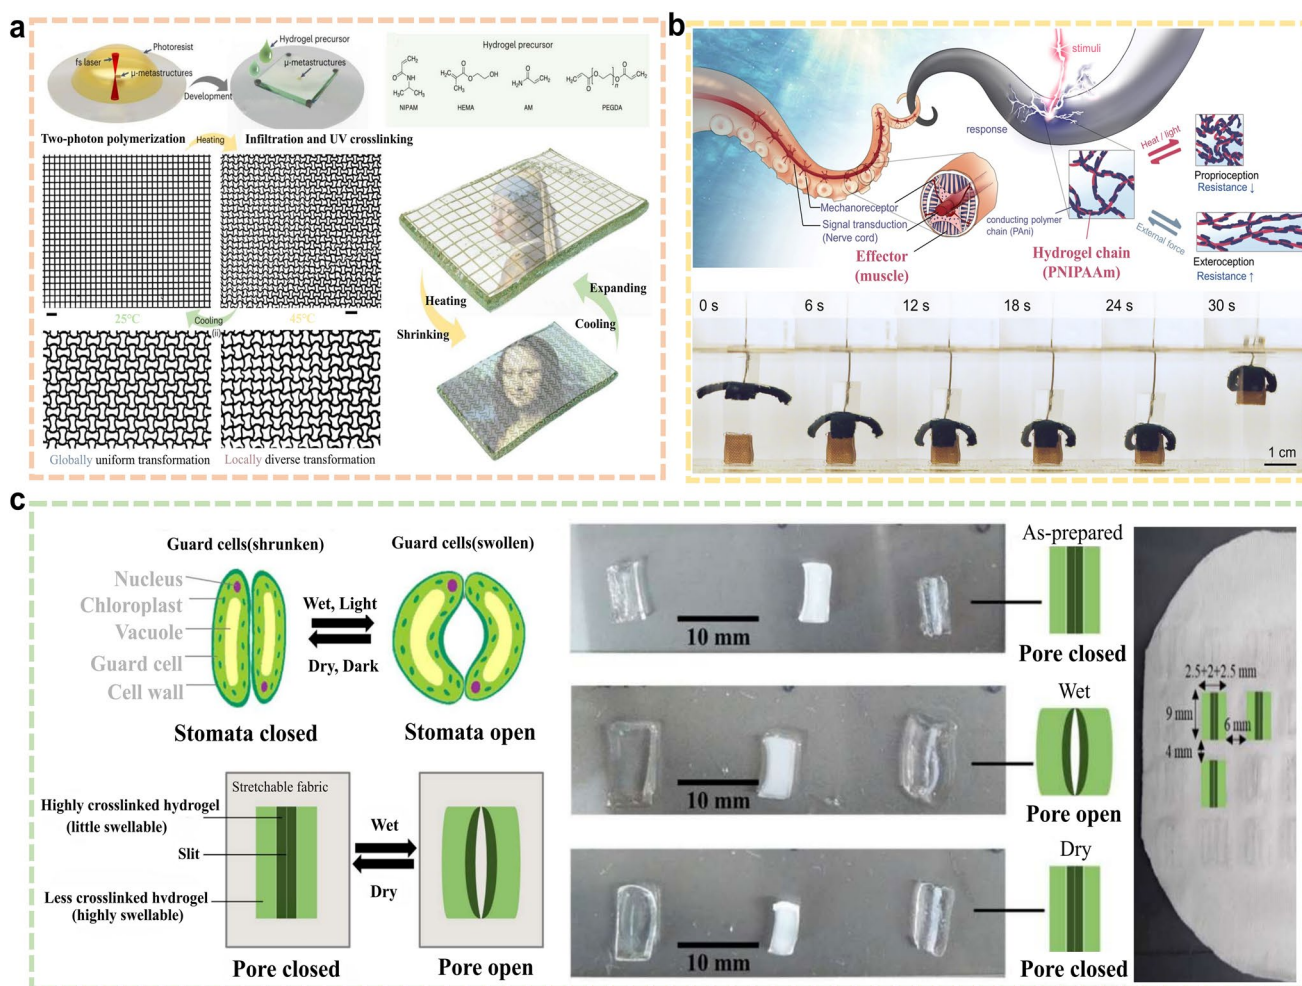 a
Photoresist
fs laser
μ-metastructures
Development
Hydrogel precursor
μ-metastructures
Hydrogel precursor
NIPAM
HEMA
AM
PEGDA
Two-photon polymerization
Heating
Infiltration and UV crosslinking
25°C
Cooling
(ii)
45°C
Globally uniform transformation
Locally diverse transformation
Heating
Shrinking
Expanding
Cooling
b
stimuli
response
Mechanoreceptor
Signal transduction
(Nerve cord)
Effector
(muscle)
conducting polymer
chain (PAni)
Hydrogel chain
(PNIPAAm)
Heat / light
Proprioception
Resistance ↓
External force
Exteroception
Resistance ↑
0 s
6 s
12 s
18 s
24 s
30 s
1 cm
c
Guard cells(shrunken)
Guard cells(swollen)
Nucleus
Chloroplast
Vacuole
Guard cell
Cell wall
Wet, Light
Dry, Dark
Stomata closed
Stomata open
Stretchable fabric
Highly crosslinked hydrogel
(little swellable)
Slit
Less crosslinked hydrogel
(highly swellable)
Wet
Dry
Pore closed
Pore open
10 mm
As-prepared
Pore closed
10 mm
Wet
Pore open
10 mm
Dry
Pore closed
2.5+2+2.5 mm
9 mm
6 mm
4 mm